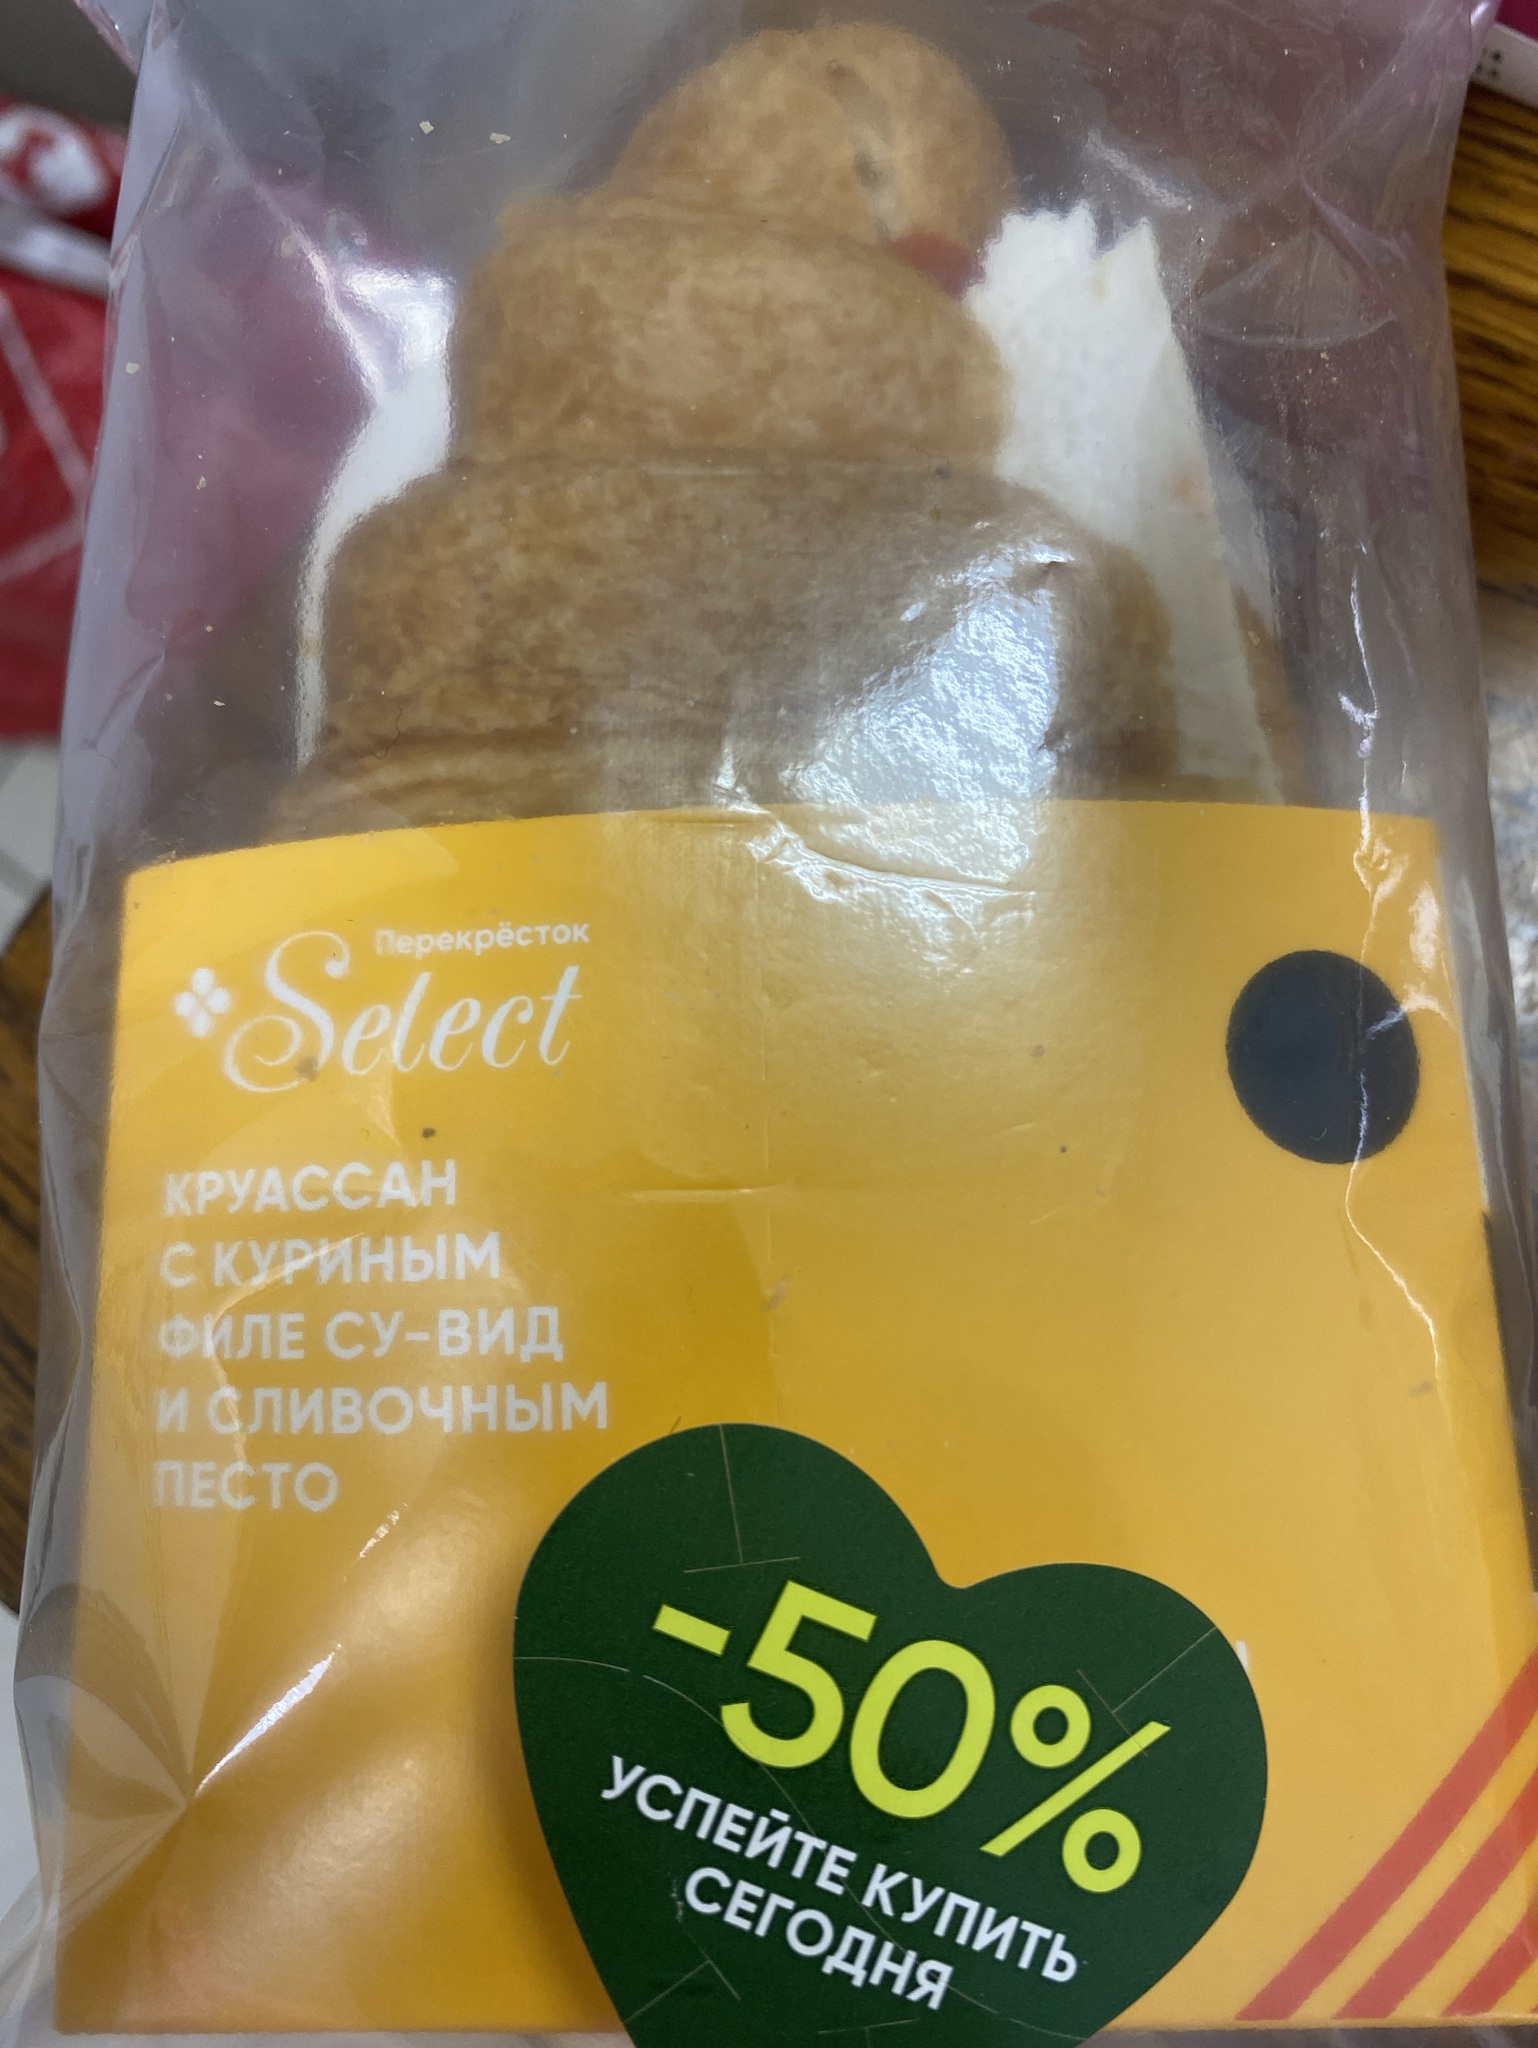 Перекрёсток
Select
КРУАССАН
С КУРИНЫМ
ФИЛЕ СУ-ВИД
И СЛИВОЧНЫМ
ПЕСТО
-50%
УСПЕЙТЕ КУПИТЬ
СЕГОДНЯ